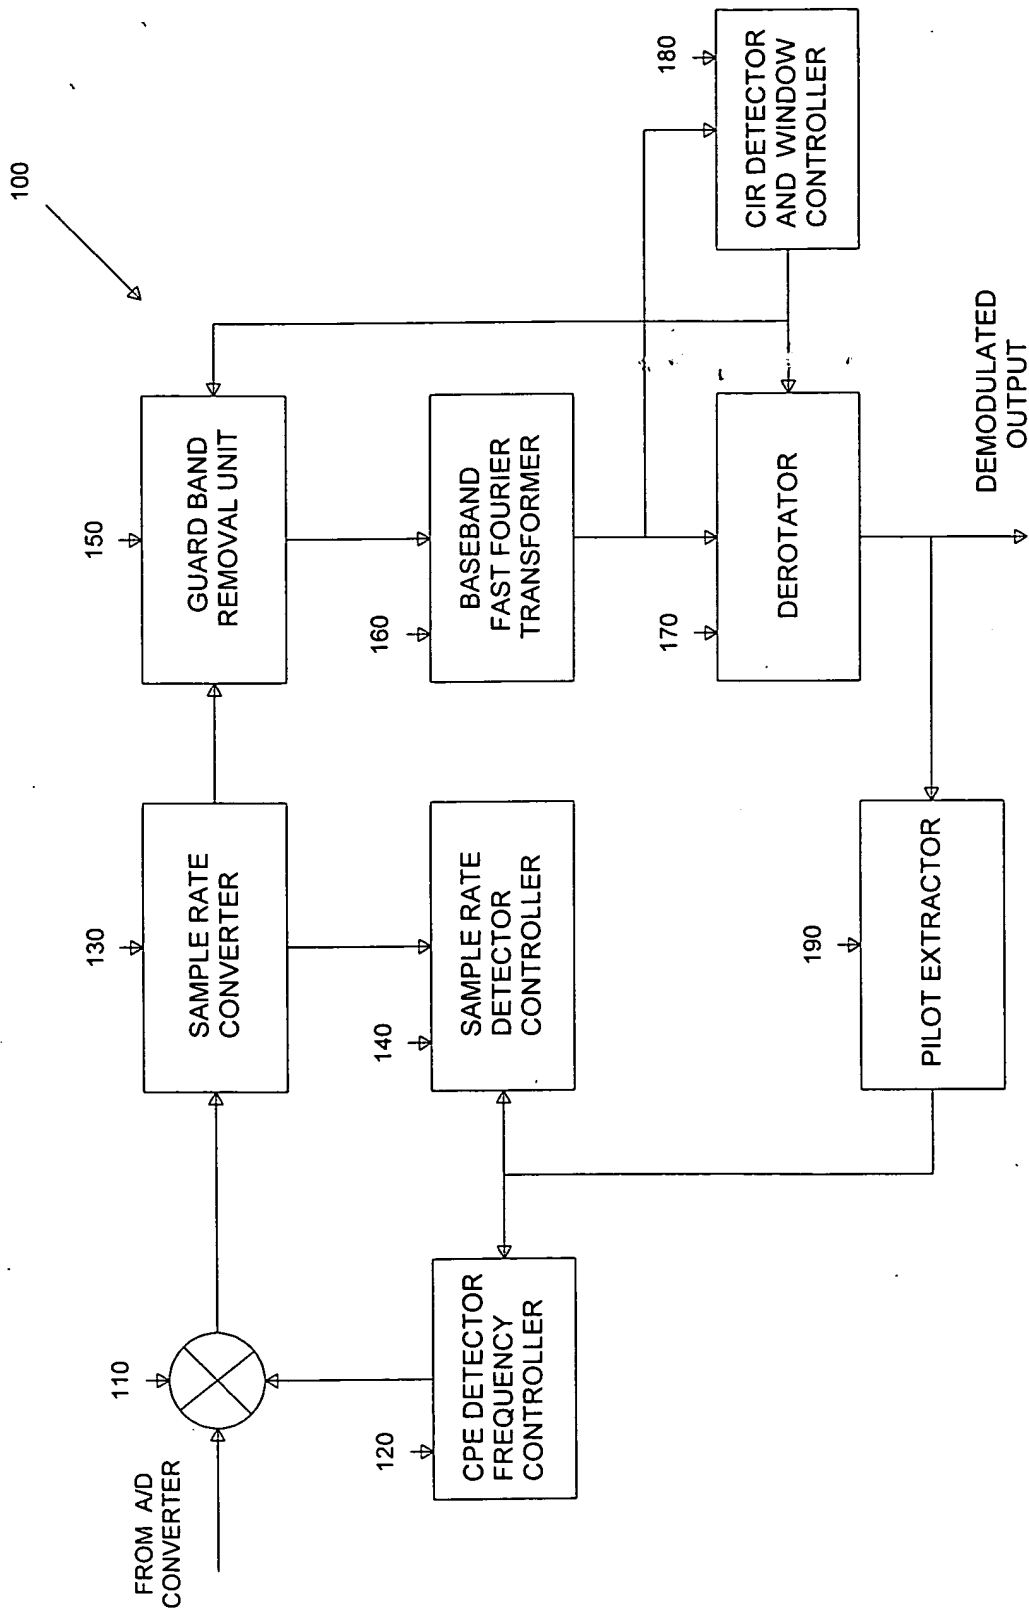 100
FROM A/D
CONVERTER
110
130
SAMPLE RATE
CONVERTER
150
GUARD BAND
REMOVAL UNIT
120
CPE DETECTOR
FREQUENCY
CONTROLLER
140
SAMPLE RATE
DETECTOR
CONTROLLER
160
BASEBAND
FAST FOURIER
TRANSFORMER
180
CIR DETECTOR
AND WINDOW
CONTROLLER
170
DEROTATOR
190
PILOT EXTRACTOR
DEMODULATED
OUTPUT